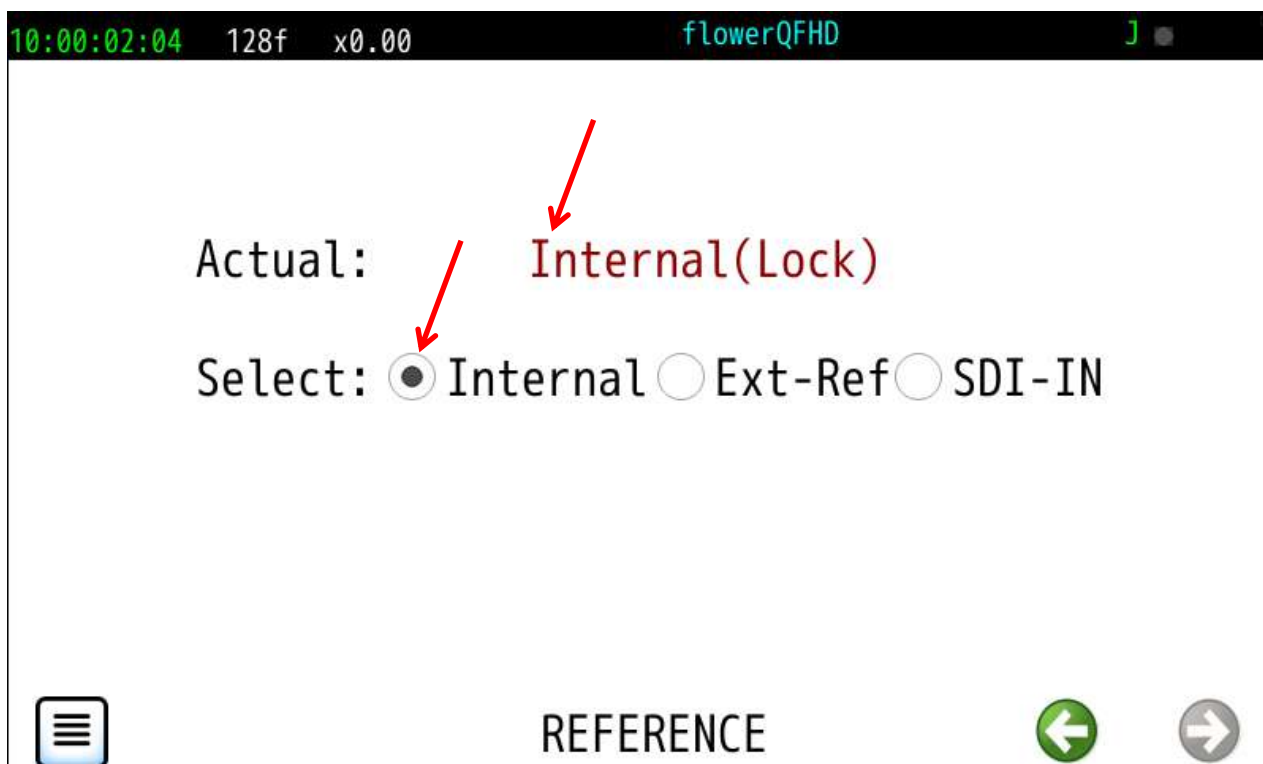 10:00:02:04 128f x0.00 flowerQFHD J
Actual: Internal(Lock)
Select: Internal Ext-Ref SDI-IN
REFERENCE